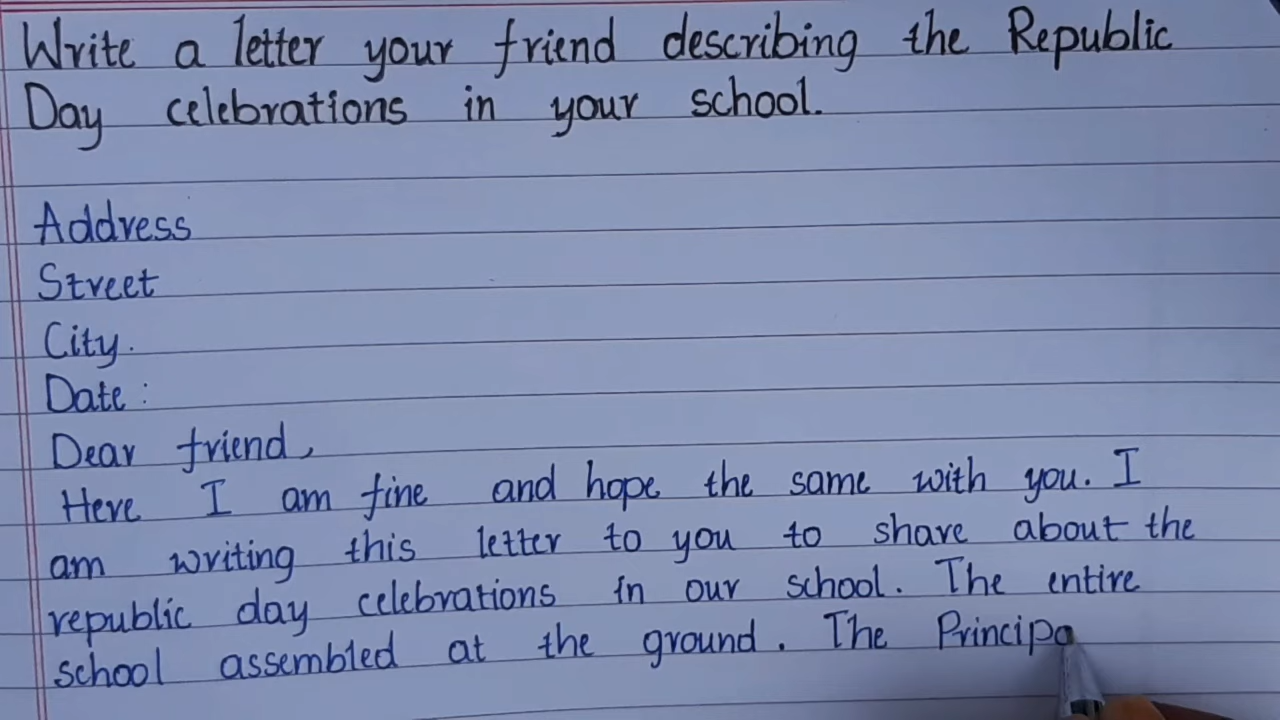 Write a letter your friend describing the Republic
Day celebrations in your school.
Address
Street
City.
Date :
Dear friend,
Here I am fine and hope the same with you. I
am writing this letter to you to share about the
republic day celebrations in our school. The entire
school assembled at the ground. The Principa